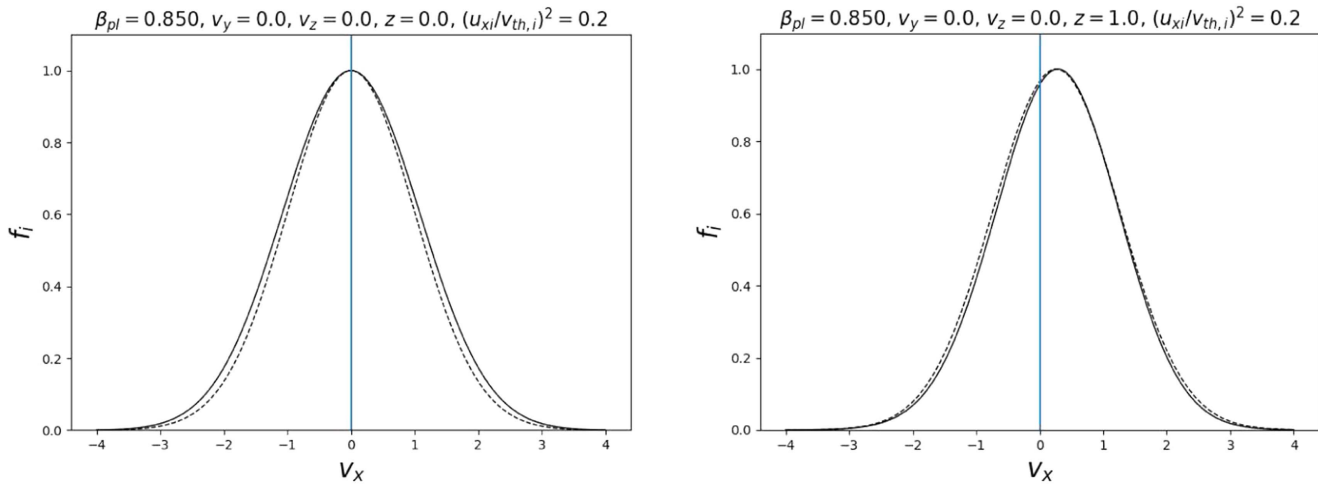 β_pl = 0.850, v_y = 0.0, v_z = 0.0, z = 0.0, (u_xi/v_th,i)² = 0.2
1.0
0.8
0.6
0.4
0.2
0.0
f_i
−4 −3 −2 −1 0 1 2 3 4
v_x
β_pl = 0.850, v_y = 0.0, v_z = 0.0, z = 1.0, (u_xi/v_th,i)² = 0.2
1.0
0.8
0.6
0.4
0.2
0.0
f_i
−4 −3 −2 −1 0 1 2 3 4
v_x